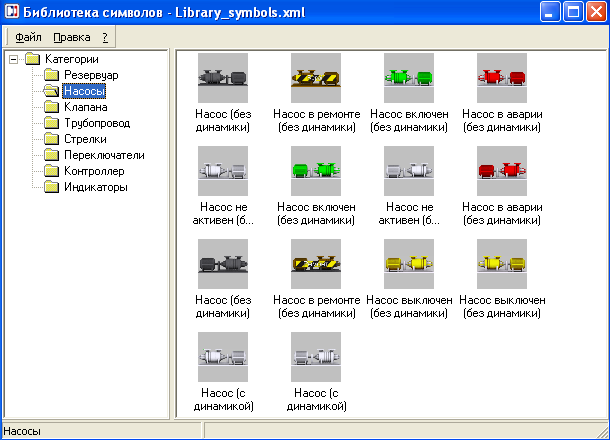 Библиотека символов - Library_symbols.xml
Файл Правка ?
Категории
Резервуар
Насосы
Клапана
Трубопровод
Стрелки
Переключатели
Контроллер
Индикаторы
Насос (без динамики)
Насос в ремонте (без динамики)
Насос включен (без динамики)
Насос в аварии (без динамики)
Насос не активен (б...
Насос включен (без динамики)
Насос не активен (б...
Насос в аварии (без динамики)
Насос (без динамики)
Насос в ремонте (без динамики)
Насос выключен (без динамики)
Насос выключен (без динамики)
Насос (с динамикой)
Насос (с динамикой)
Насосы